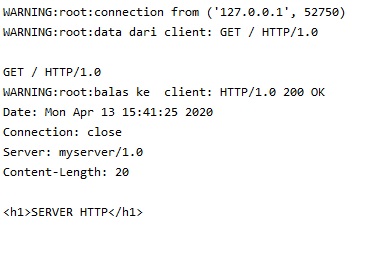 WARNING:root:connection from ('127.0.0.1', 52750)
WARNING:root:data dari client: GET / HTTP/1.0
GET / HTTP/1.0
WARNING:root:balas ke  client: HTTP/1.0 200 OK
Date: Mon Apr 13 15:41:25 2020
Connection: close
Server: myserver/1.0
Content-Length: 20
<h1>SERVER HTTP</h1>